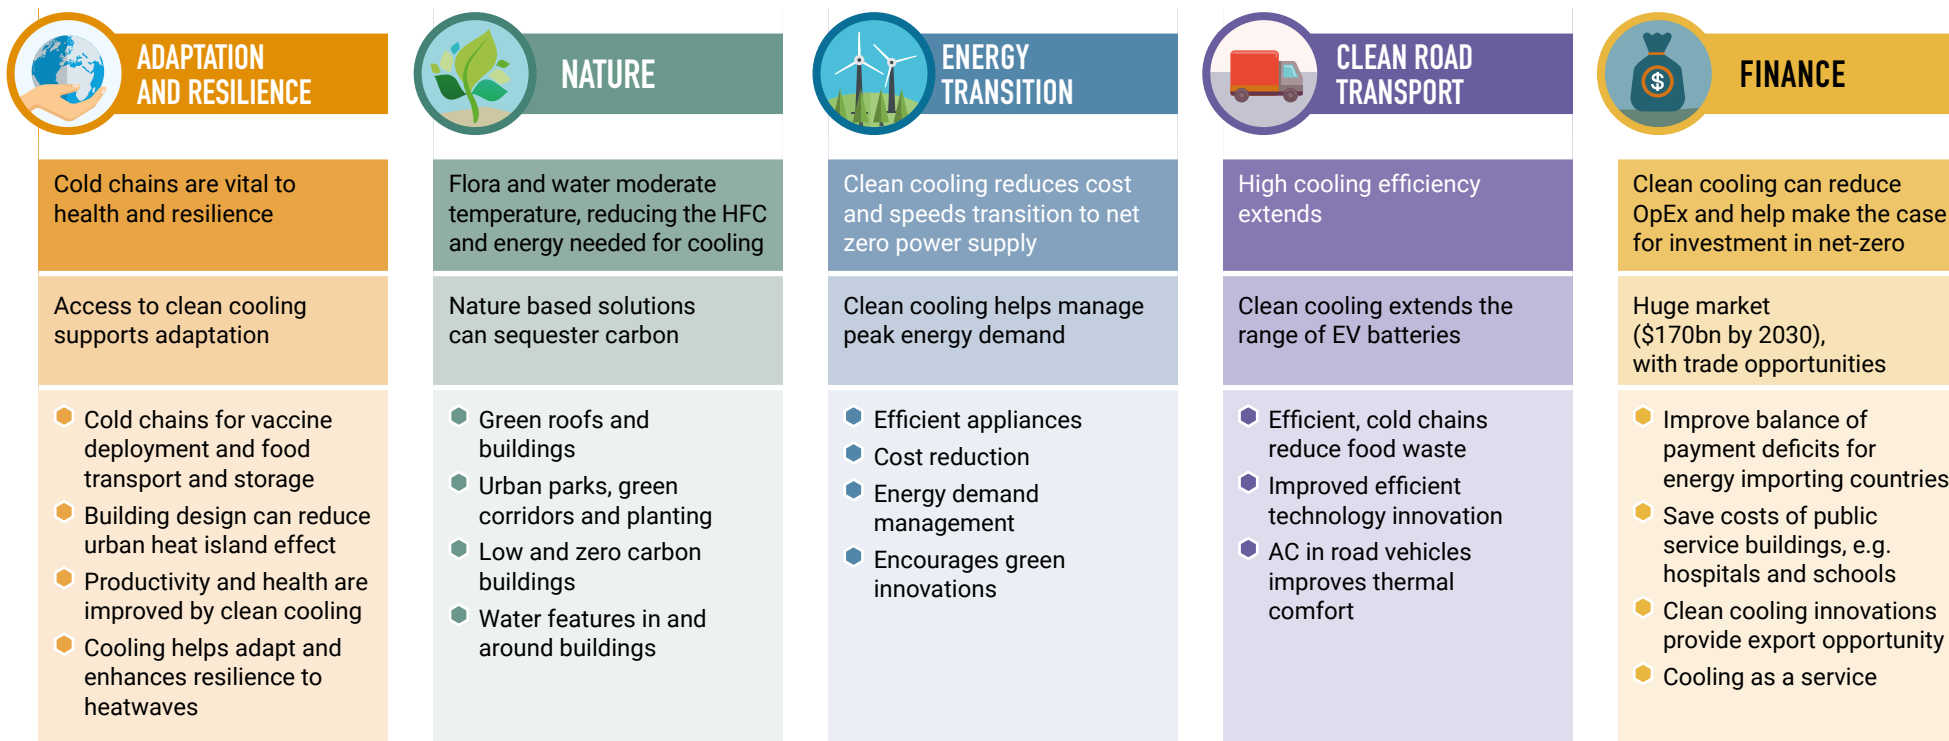 ADAPTATION
AND RESILIENCE
Cold chains are vital to
health and resilience
Access to clean cooling
supports adaptation
Cold chains for vaccine
deployment and food
transport and storage
Building design can reduce
urban heat island effect
Productivity and health are
improved by clean cooling
Cooling helps adapt and
enhances resilience to
heatwaves
NATURE
Flora and water moderate
temperature, reducing the HFC
and energy needed for cooling
Nature based solutions
can sequester carbon
Green roofs and
buildings
Urban parks, green
corridors and planting
Low and zero carbon
buildings
Water features in and
around buildings
ENERGY
TRANSITION
Clean cooling reduces cost
and speeds transition to net
zero power supply
Clean cooling helps manage
peak energy demand
Efficient appliances
Cost reduction
Energy demand
management
Encourages green
innovations
CLEAN ROAD
TRANSPORT
High cooling efficiency
extends
Clean cooling extends the
range of EV batteries
Efficient, cold chains
reduce food waste
Improved efficient
technology innovation
AC in road vehicles
improves thermal
comfort
$
FINANCE
Clean cooling can reduce
OpEx and help make the case
for investment in net-zero
Huge market
($170bn by 2030),
with trade opportunities
Improve balance of
payment deficits for
energy importing countries
Save costs of public
service buildings, e.g.
hospitals and schools
Clean cooling innovations
provide export opportunity
Cooling as a service